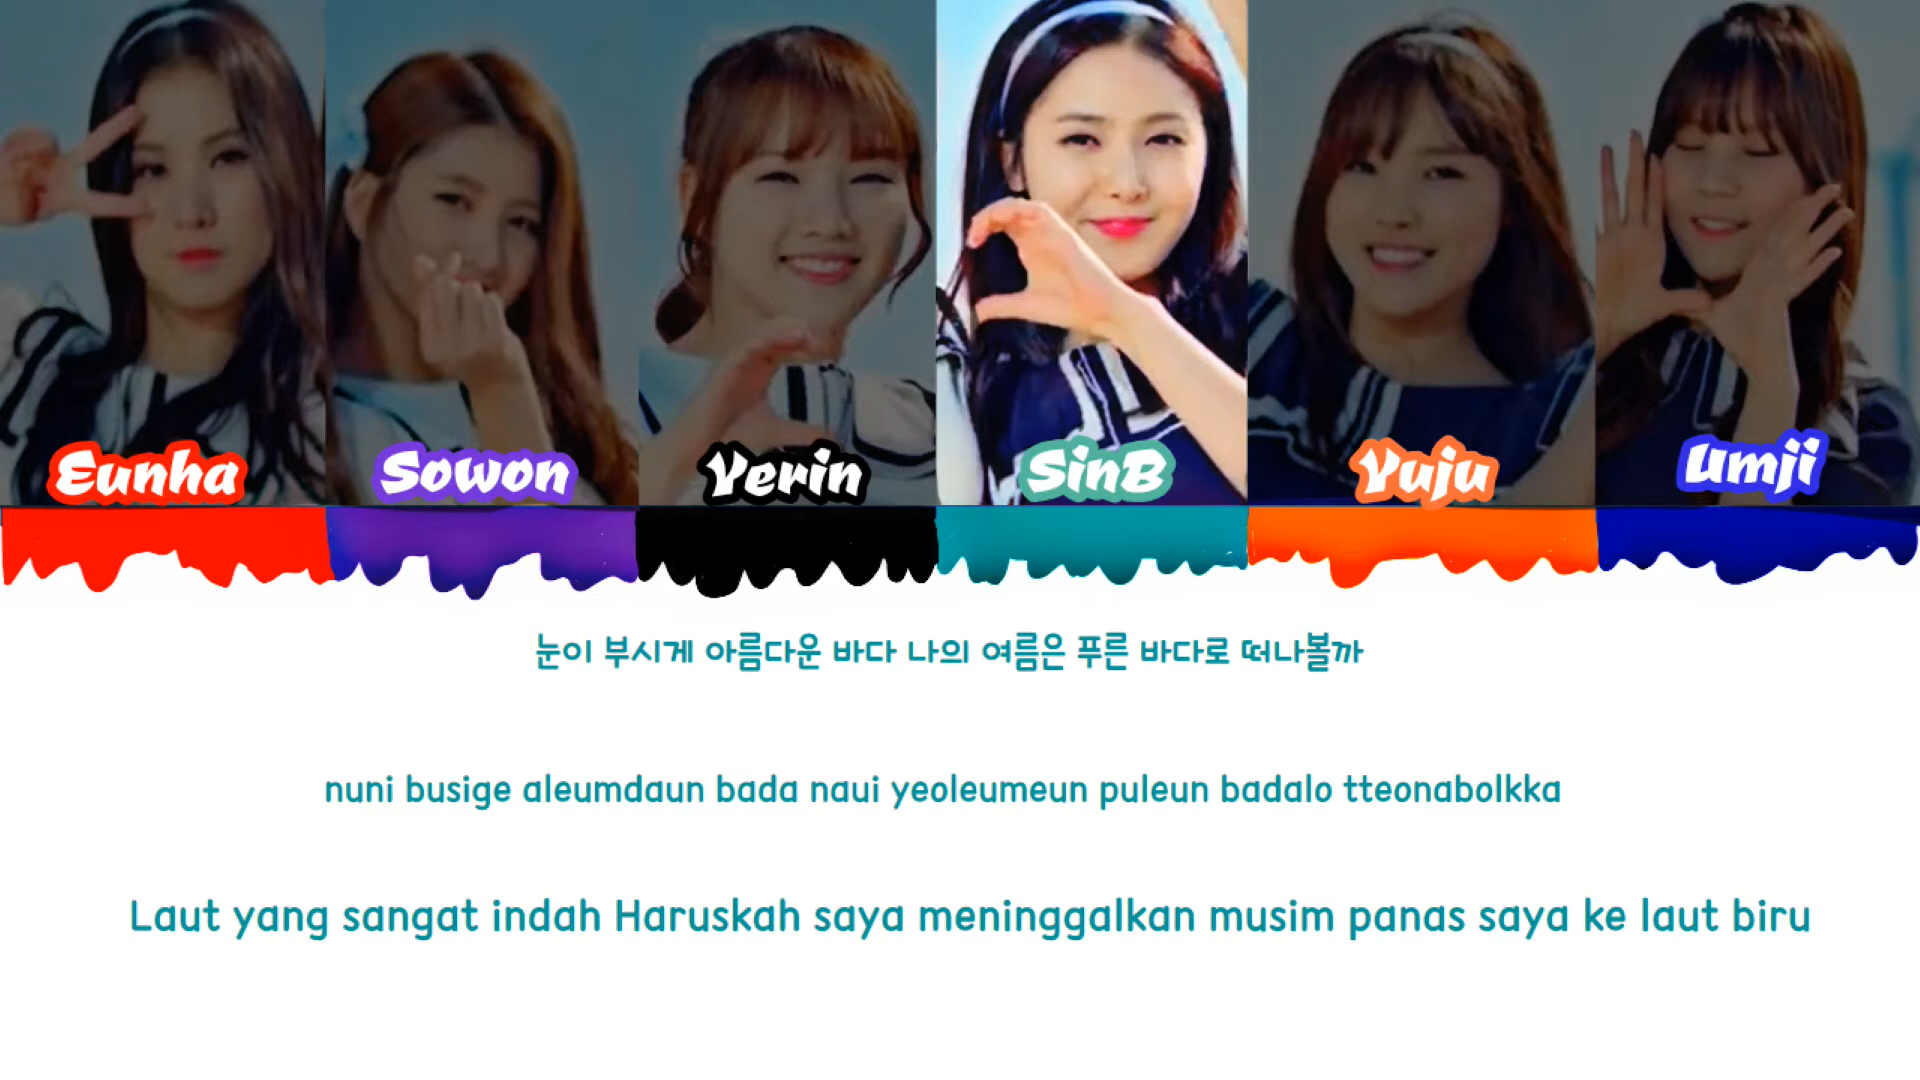 Eunha
Sowon
Yerin
SinB
Yuju
Umji
눈이 부시게 아름다운 바다 나의 여름은 푸른 바다로 떠나볼까
nuni busige aleumdaun bada naui yeoleumeun puleun badalo tteonabolkka
Laut yang sangat indah Haruskah saya meninggalkan musim panas saya ke laut biru